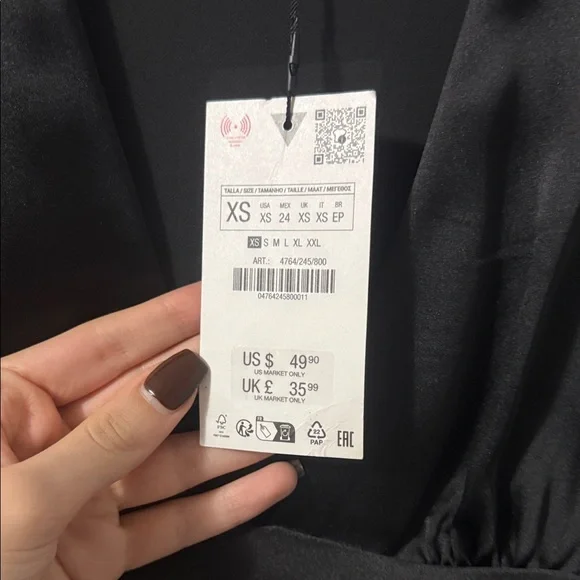 TALLA / SIZE / TAMANHO / TAILLE / MAAT / ΜΕΓΕΘΟΣ
XS
USA MEX UK IT BR
XS 24 XS XS EP
XS S M L XL XXL
ART.: 4764/245/800
04764245800011
US $ 49 90
US MARKET ONLY
UK £ 35 99
UK MARKET ONLY
FSC
22
PAP
EAC